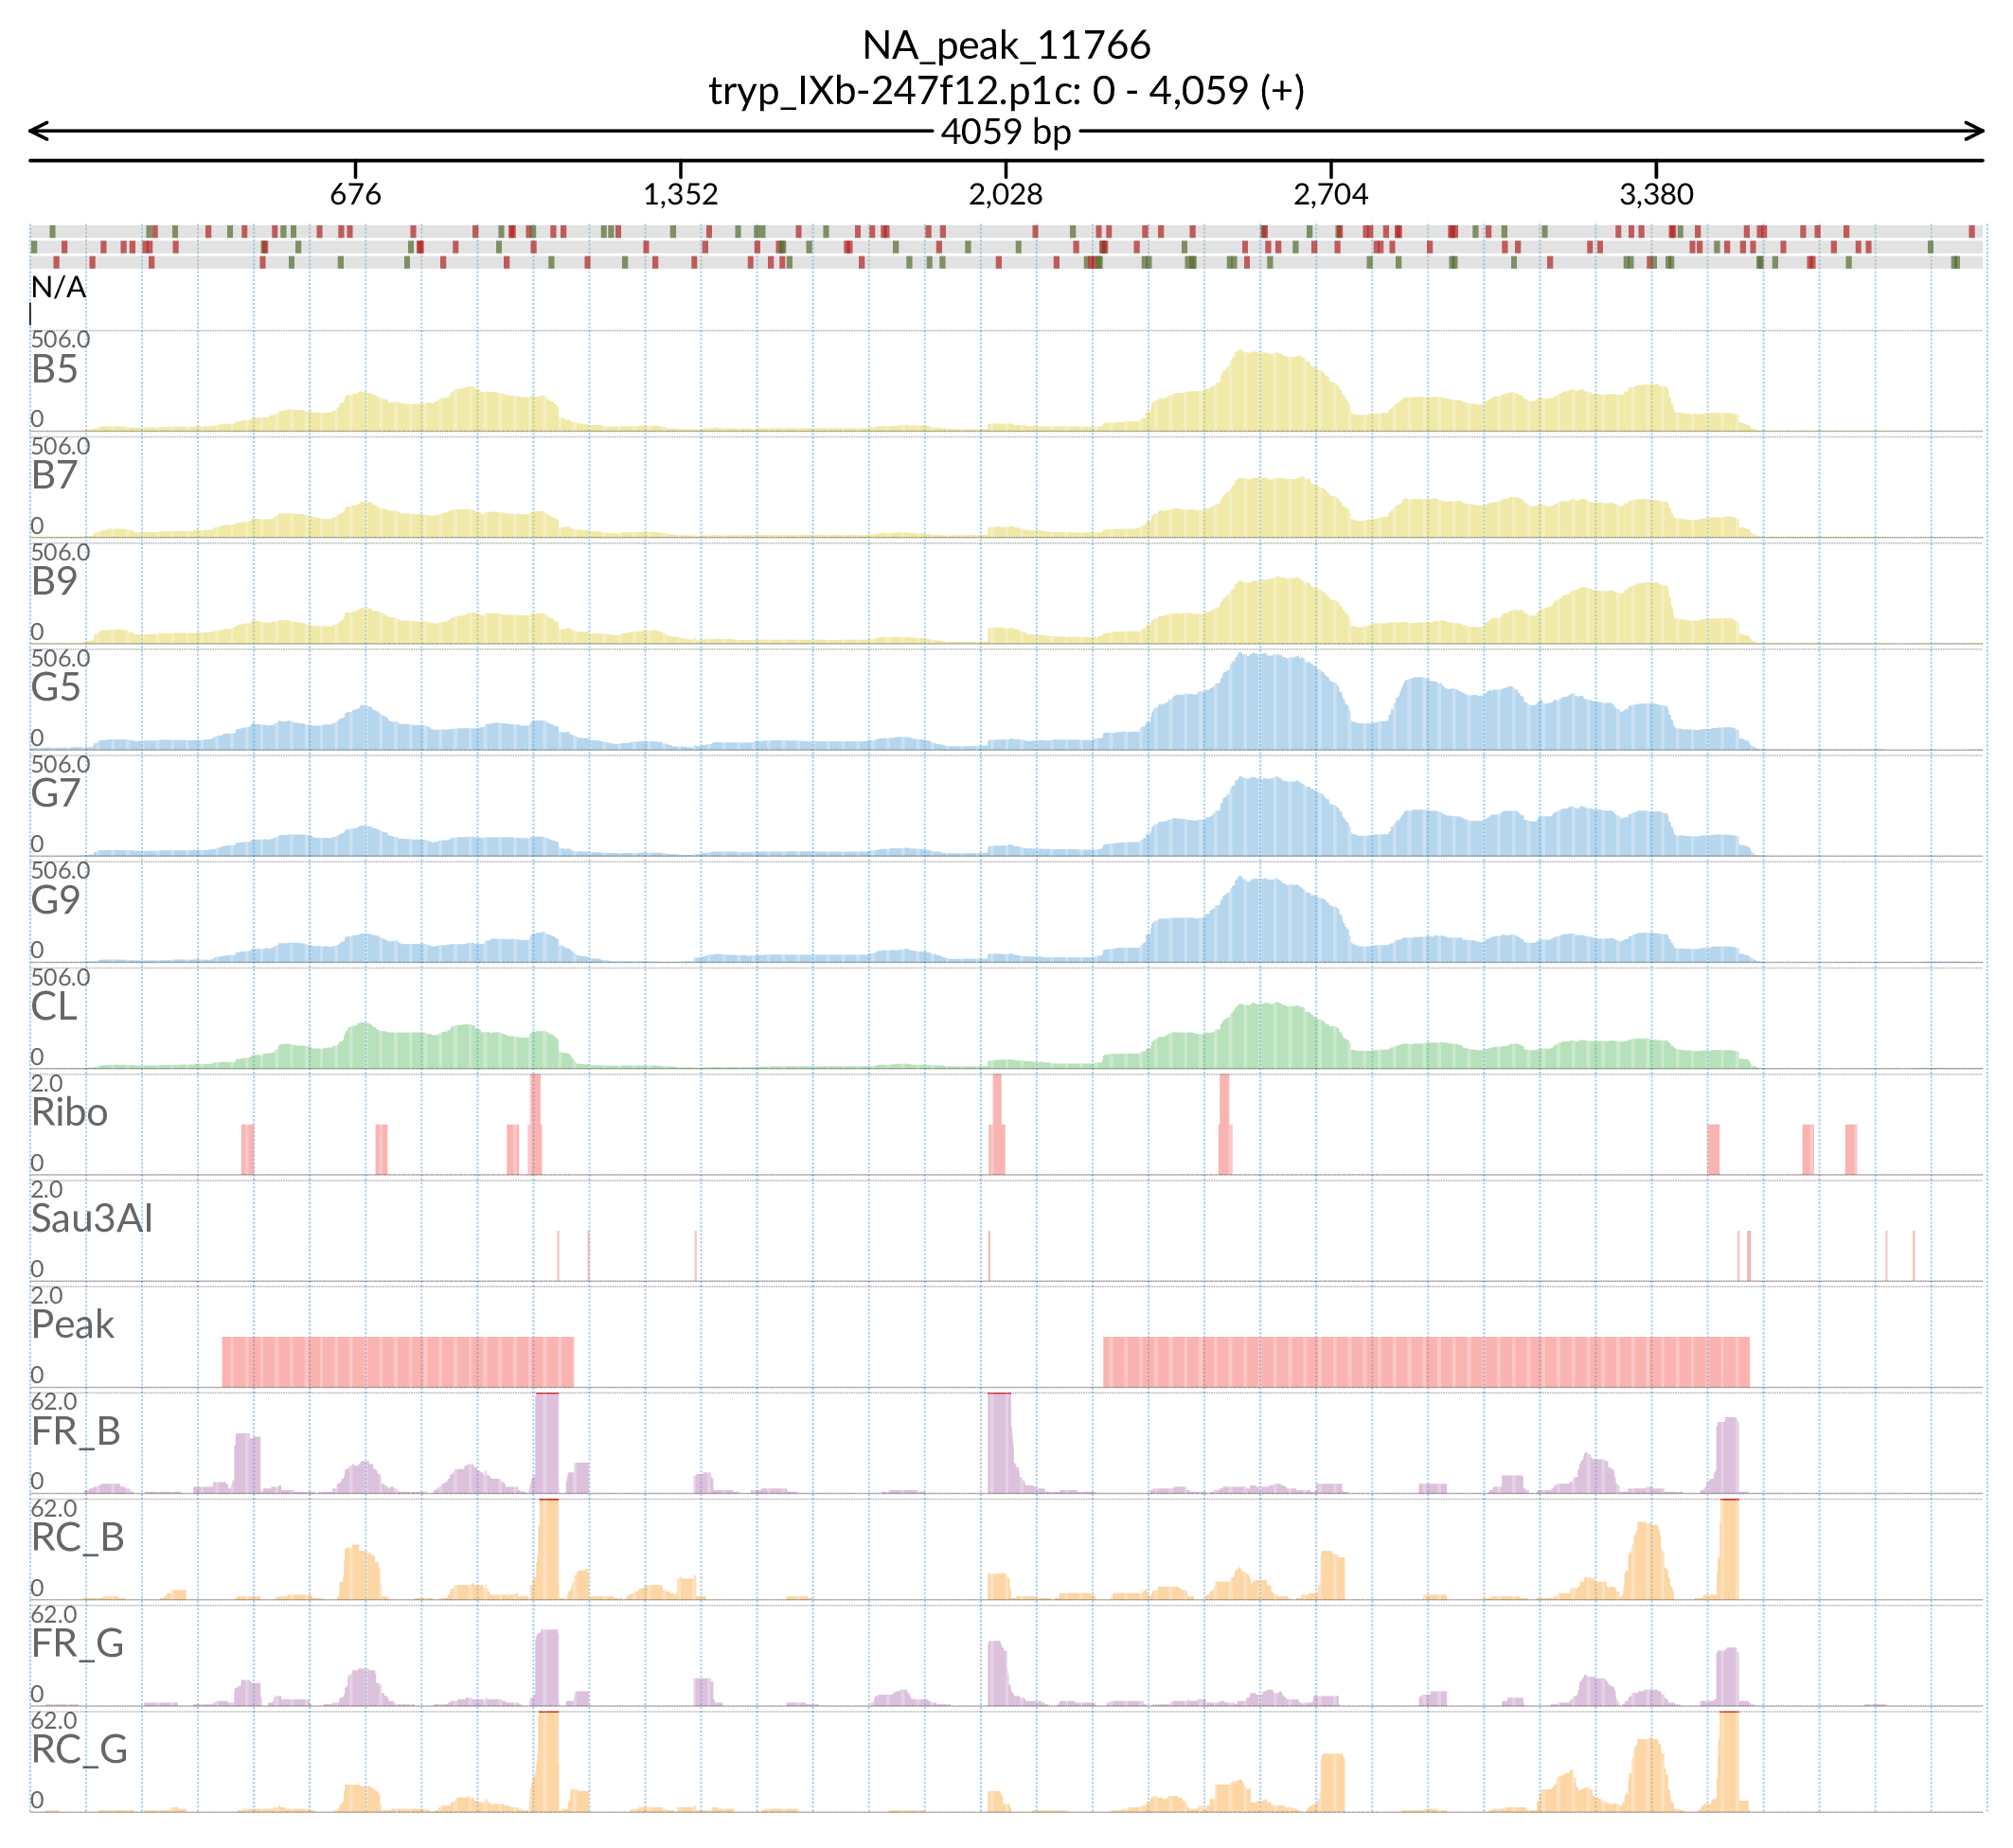 NA_peak_11766
tryp_IXb-247f12.p1c: 0 - 4,059 (+)
4059 bp
676 1,352 2,028 2,704 3,380
N/A
506.0
B5
0
506.0
B7
0
506.0
B9
0
506.0
G5
0
506.0
G7
0
506.0
G9
0
506.0
CL
0
2.0
Ribo
0
2.0
Sau3AI
0
2.0
Peak
0
62.0
FR_B
0
62.0
RC_B
0
62.0
FR_G
0
62.0
RC_G
0